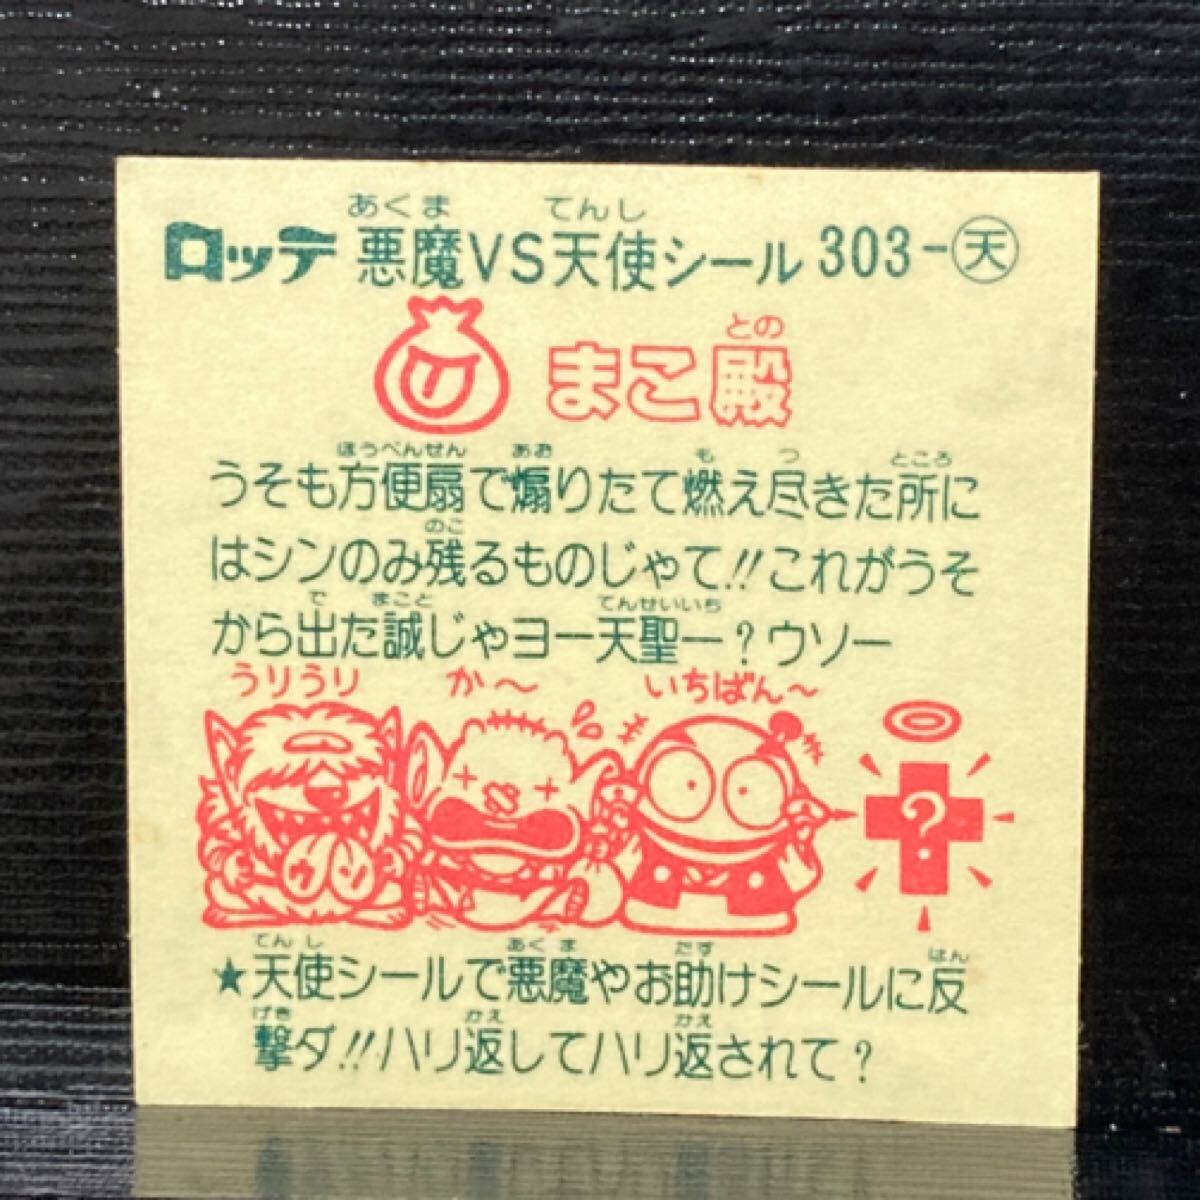 ロッテ 悪魔VS天使シール 303-天
あくま てんし
まこ殿
との
ほうべんせん あお も つ ところ
うそも方便扇で煽りたて燃え尽きた所に
のこ
はシンのみ残るものじゃて!!これがうそ
で まこと てんせいいち
から出た誠じゃヨー天聖一?ウソー
うりうり か〜 いちばん〜
ウソ
?
てんし あくま たす はん
★天使シールで悪魔やお助けシールに反
げき かえ かえ
撃ダ!!ハリ返してハリ返されて?